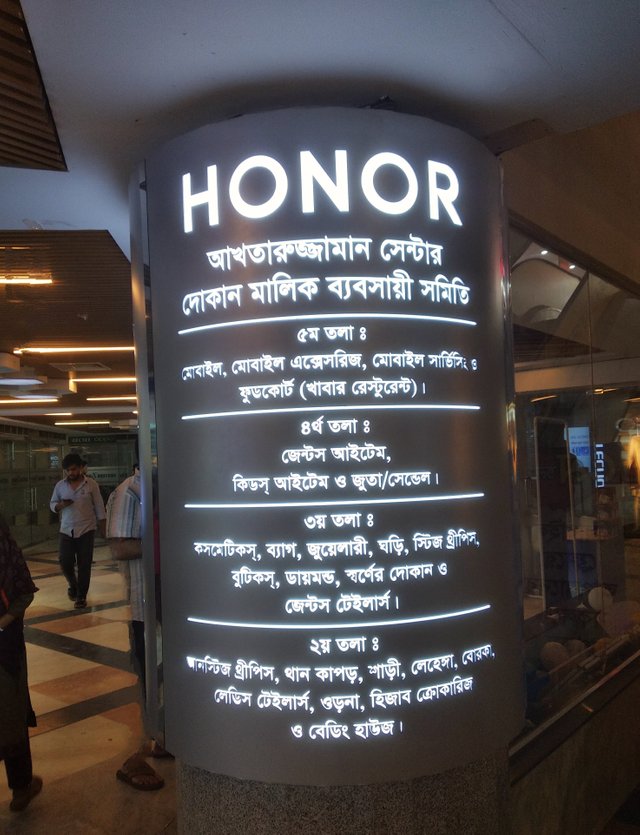 HONOR
আখতারুজ্জামান সেন্টার
দোকান মালিক ব্যবসায়ী সমিতি
৫ম তলা ঃ
মোবাইল, মোবাইল এক্সেসরিজ, মোবাইল সার্ভিসিং ও
ফুডকোর্ট (খাবার রেস্টুরেন্ট)।
৪র্থ তলা ঃ
জেন্টস আইটেম,
কিডস্ আইটেম ও জুতা/সেন্ডেল।
৩য় তলা ঃ
কসমেটিকস্, ব্যাগ, জুয়েলারী, ঘড়ি, স্টিজ থ্রীপিস,
বুটিকস্, ডায়মন্ড, স্বর্ণের দোকান ও
জেন্টস টেইলার্স।
২য় তলা ঃ
আনস্টিজ থ্রীপিস, থান কাপড়, শাড়ী, লেহেঙ্গা, বোরকা,
লেডিস টেইলার্স, ওড়না, হিজাব ক্রোকারিজ
ও বেডিং হাউজ।
TECNO